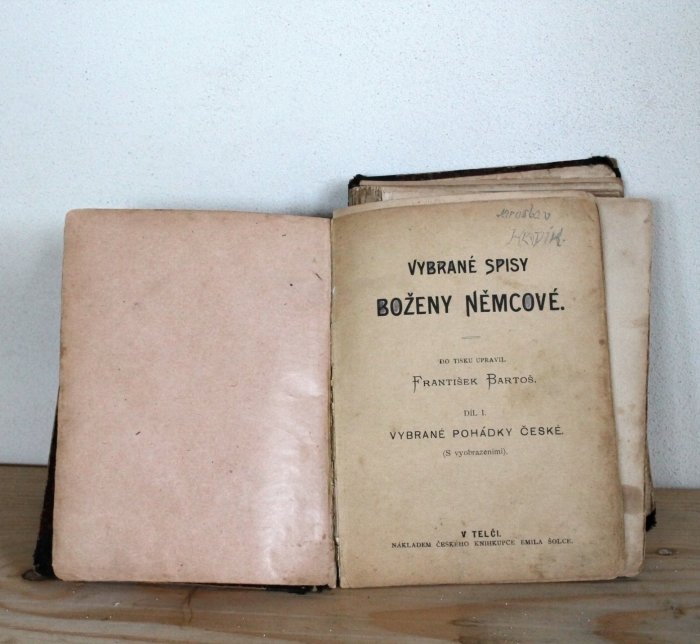 Jaroslav
VYBRANÉ SPISY
BOŽENY NĚMCOVÉ.
DO TISKU UPRAVIL
FRANTIŠEK BARTOŠ.
DÍL I.
VYBRANÉ POHÁDKY ČESKÉ.
(S vyobrazeními).
V TELČI.
NÁKLADEM ČESKÉHO KNIHKUPCE EMILA ŠOLCE.